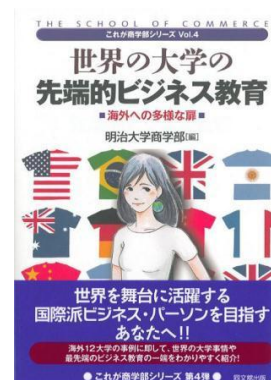 THE SCHOOL OF COMMERCE
これが商学部シリーズ Vol.4
世界の大学の
先端的ビジネス教育
■海外への多様な扉■
明治大学商学部[編]
世界を舞台に活躍する
国際派ビジネス・パーソンを目指す
あなたへ!!
海外12大学の事例に即して、世界の大学事情や
最先端のビジネス教育の一端をわかりやすく紹介!
●これが商学部シリーズ 第4弾●
同文舘出版